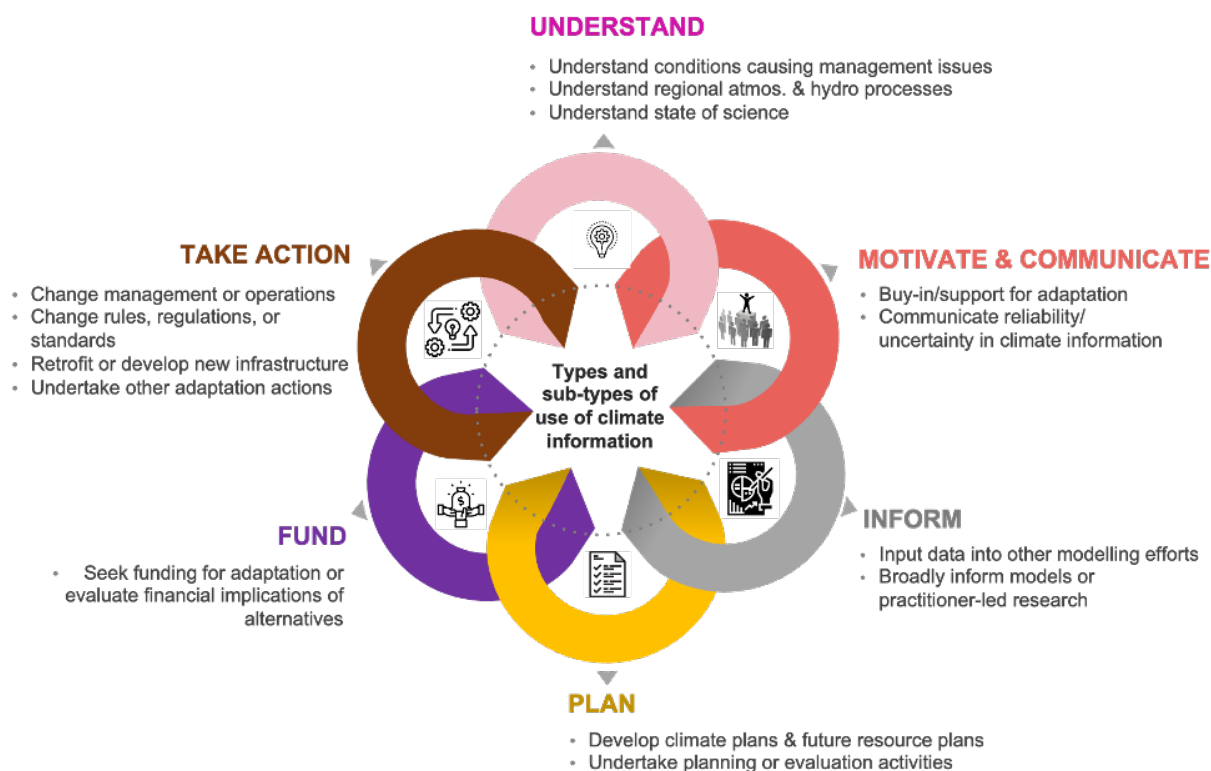 UNDERSTAND
• Understand conditions causing management issues
• Understand regional atmos. & hydro processes
• Understand state of science
MOTIVATE & COMMUNICATE
• Buy-in/support for adaptation
• Communicate reliability/
uncertainty in climate information
INFORM
• Input data into other modelling efforts
• Broadly inform models or
practitioner-led research
PLAN
• Develop climate plans & future resource plans
• Undertake planning or evaluation activities
FUND
• Seek funding for adaptation or
evaluate financial implications of
alternatives
TAKE ACTION
• Change management or operations
• Change rules, regulations, or
standards
• Retrofit or develop new infrastructure
• Undertake other adaptation actions
Types and
sub-types of
use of climate
information
$